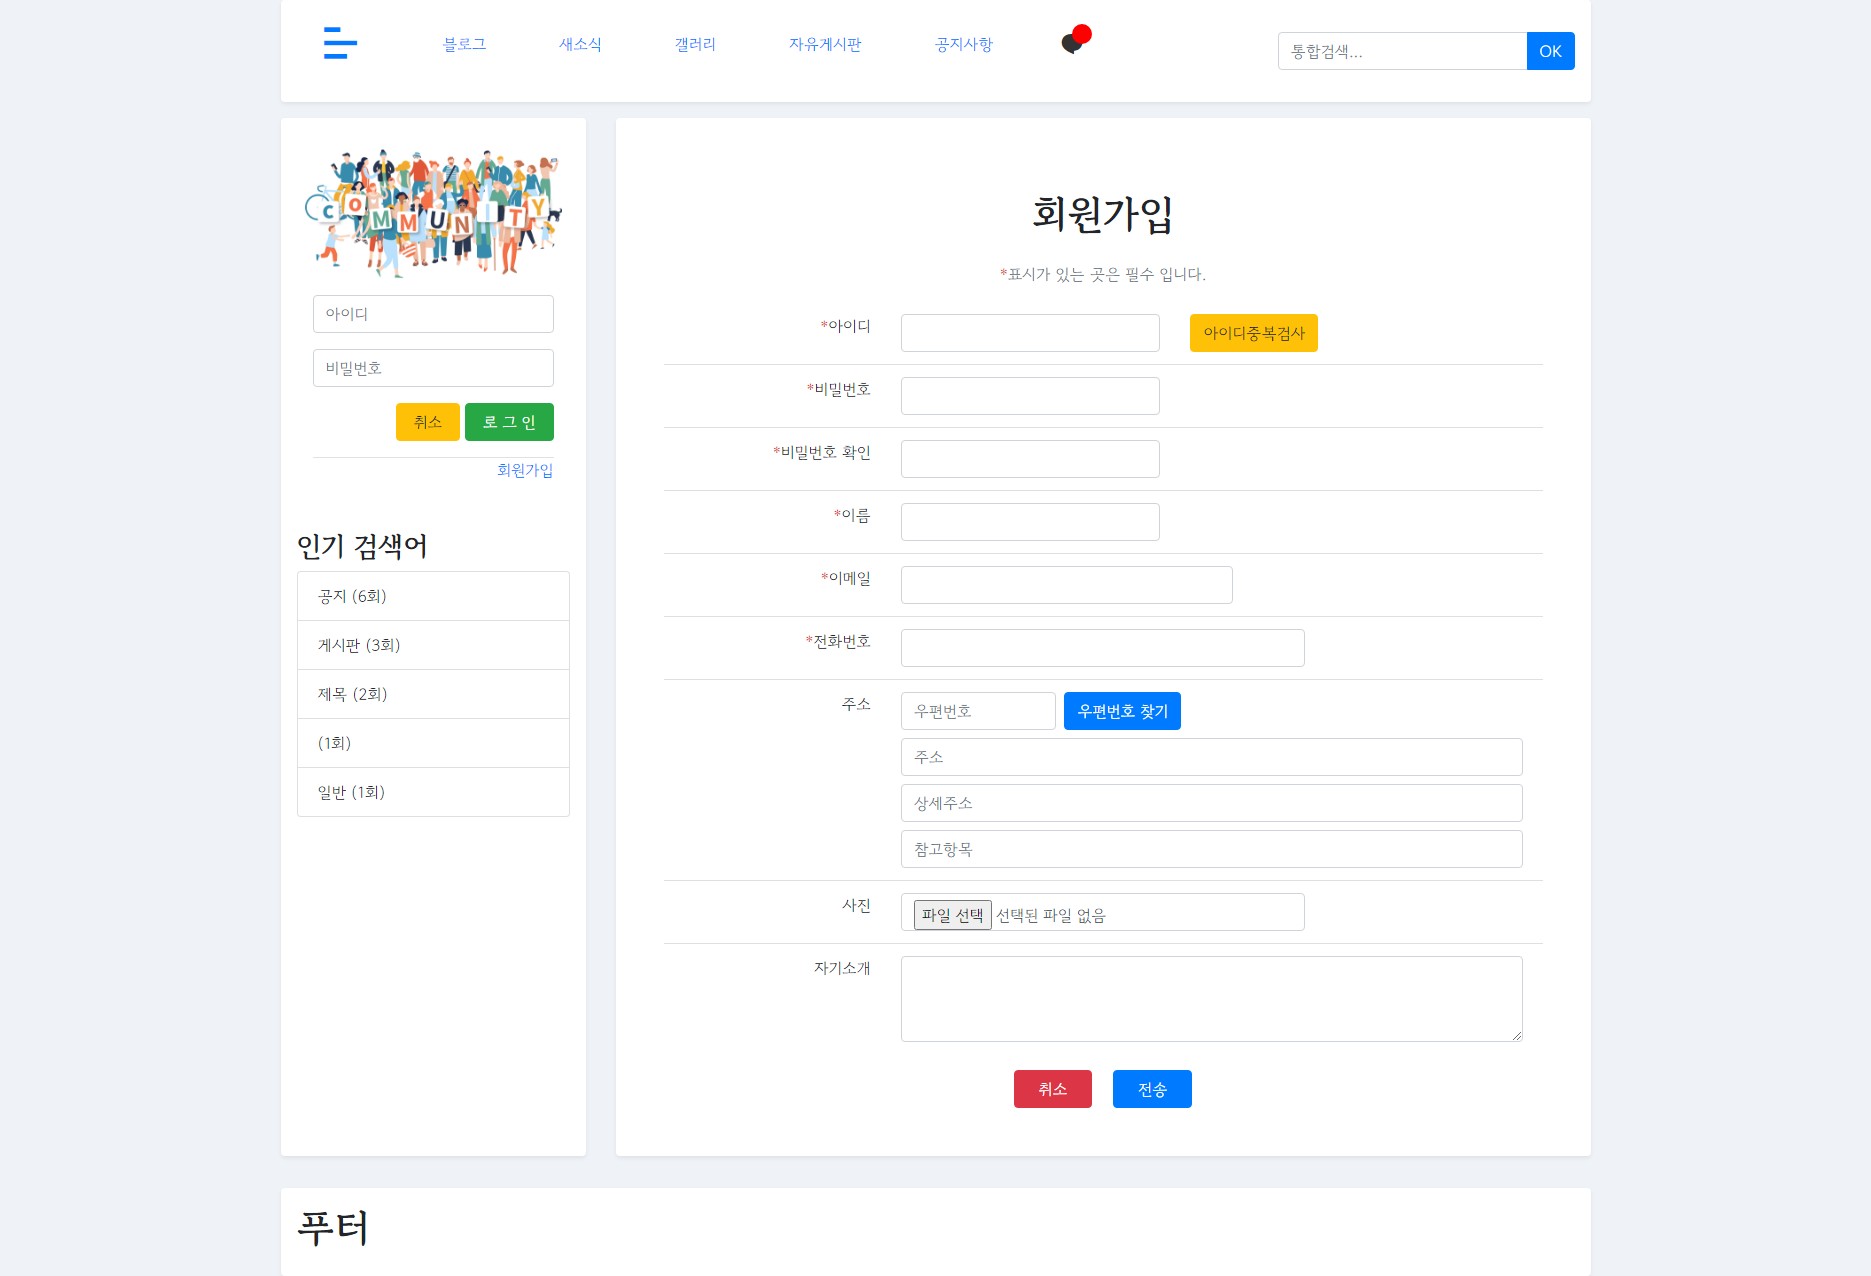 블로그
새소식
갤러리
자유게시판
공지사항
통합검색...
OK
COMMUNITY
아이디
비밀번호
취소
로 그 인
회원가입
인기 검색어
공지 (6회)
게시판 (3회)
제목 (2회)
(1회)
일반 (1회)
회원가입
*표시가 있는 곳은 필수 입니다.
*아이디
아이디중복검사
*비밀번호
*비밀번호 확인
*이름
*이메일
*전화번호
주소
우편번호
우편번호 찾기
주소
상세주소
참고항목
사진
파일 선택 선택된 파일 없음
자기소개
취소
전송
푸터